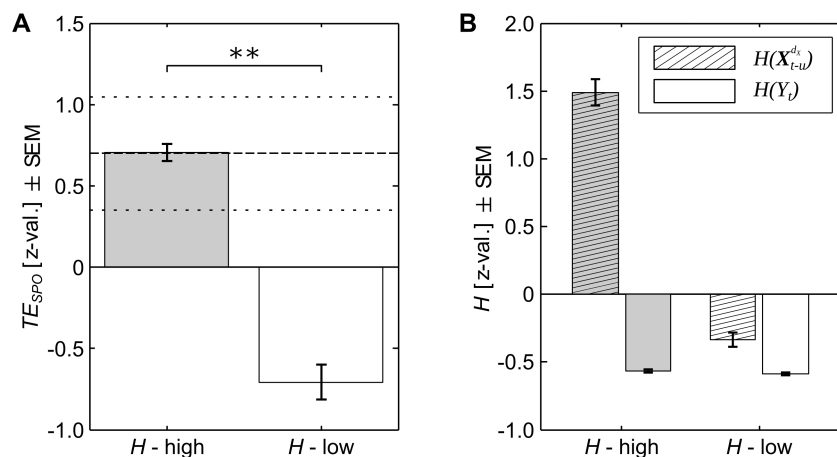 A
**
1.5
1.0
0.5
0
-0.5
-1.0
TE_SPO [z-val.] ± SEM
H - high
H - low
B
2.0
1.5
1.0
0.5
0
-0.5
-1.0
H [z-val.] ± SEM
H(X_{t-u}^{d_x})
H(Y_t)
H - high
H - low